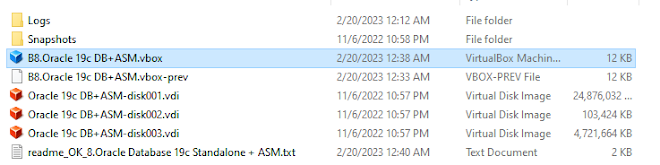 Logs 2/20/2023 12:12 AM File folder
Snapshots 11/6/2022 10:58 PM File folder
B8.Oracle 19c DB+ASM.vbox 2/20/2023 12:38 AM VirtualBox Machin... 12 KB
B8.Oracle 19c DB+ASM.vbox-prev 2/20/2023 12:33 AM VBOX-PREV File 12 KB
Oracle 19c DB+ASM-disk001.vdi 11/6/2022 10:57 PM Virtual Disk Image 24,876,032 ...
Oracle 19c DB+ASM-disk002.vdi 11/6/2022 10:57 PM Virtual Disk Image 103,424 KB
Oracle 19c DB+ASM-disk003.vdi 11/6/2022 10:57 PM Virtual Disk Image 4,721,664 KB
readme_OK_8.Oracle Database 19c Standalone + ASM.txt 2/20/2023 12:40 AM Text Document 2 KB